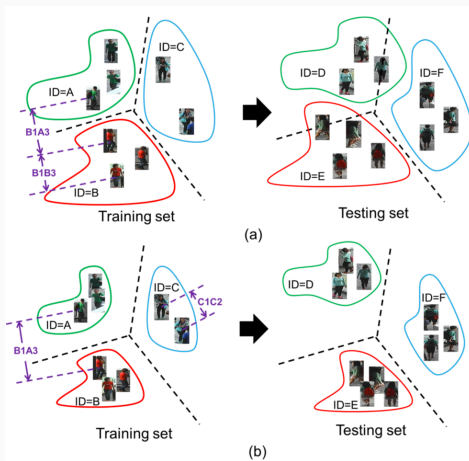 ID=C
ID=A
B1A3
B1B3
ID=B
Training set
ID=D
ID=F
ID=E
Testing set
(a)
ID=C
C1C2
ID=A
B1A3
ID=B
Training set
ID=D
ID=F
ID=E
Testing set
(b)